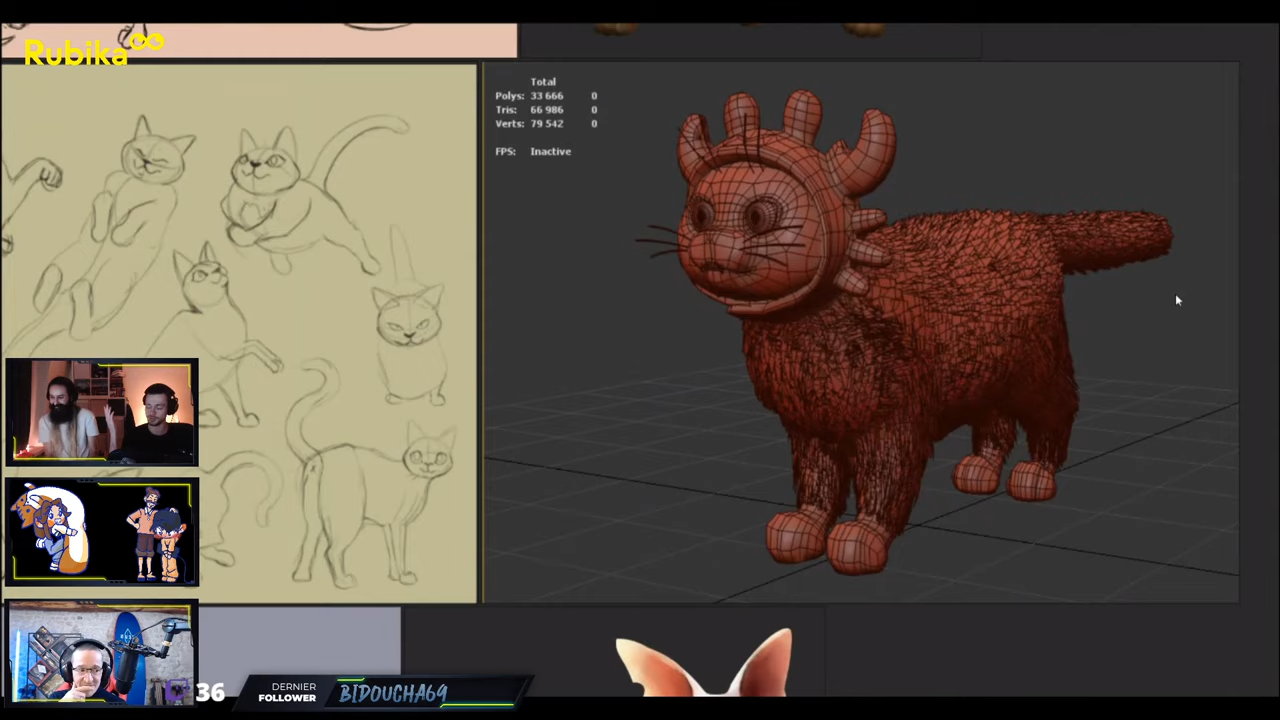 Rubika
Total
Polys: 33 666 0
Tris: 66 986 0
Verts: 79 542 0
FPS: Inactive
36
DERNIER
FOLLOWER
BIDOUCHA69